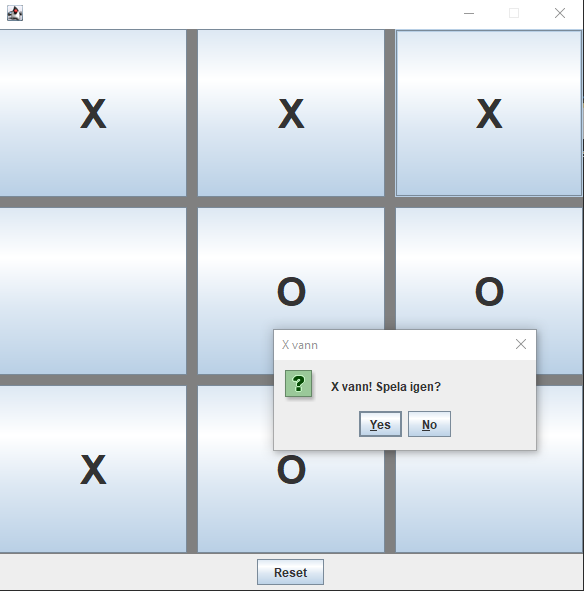 X X X
O O
X vann
? X vann! Spela igen?
Yes No
X O
Reset